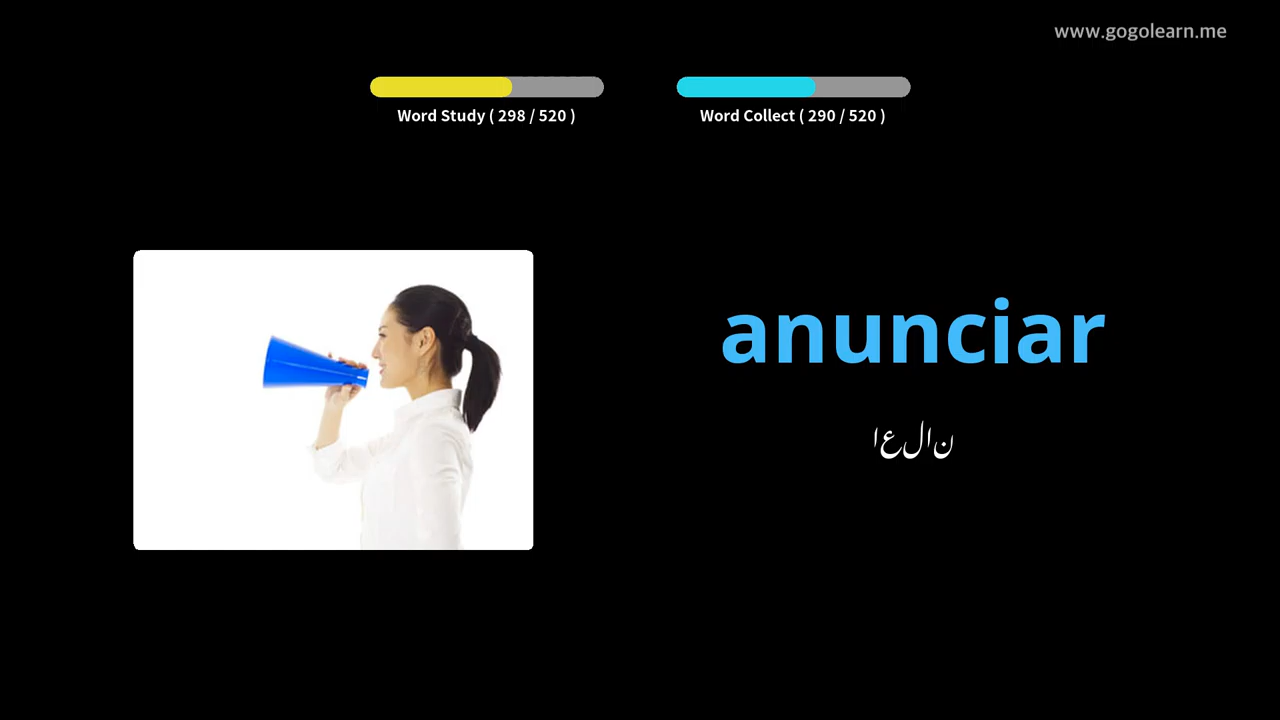 www.gogolearn.me
Word Study ( 298 / 520 )
Word Collect ( 290 / 520 )
anunciar
اعلان